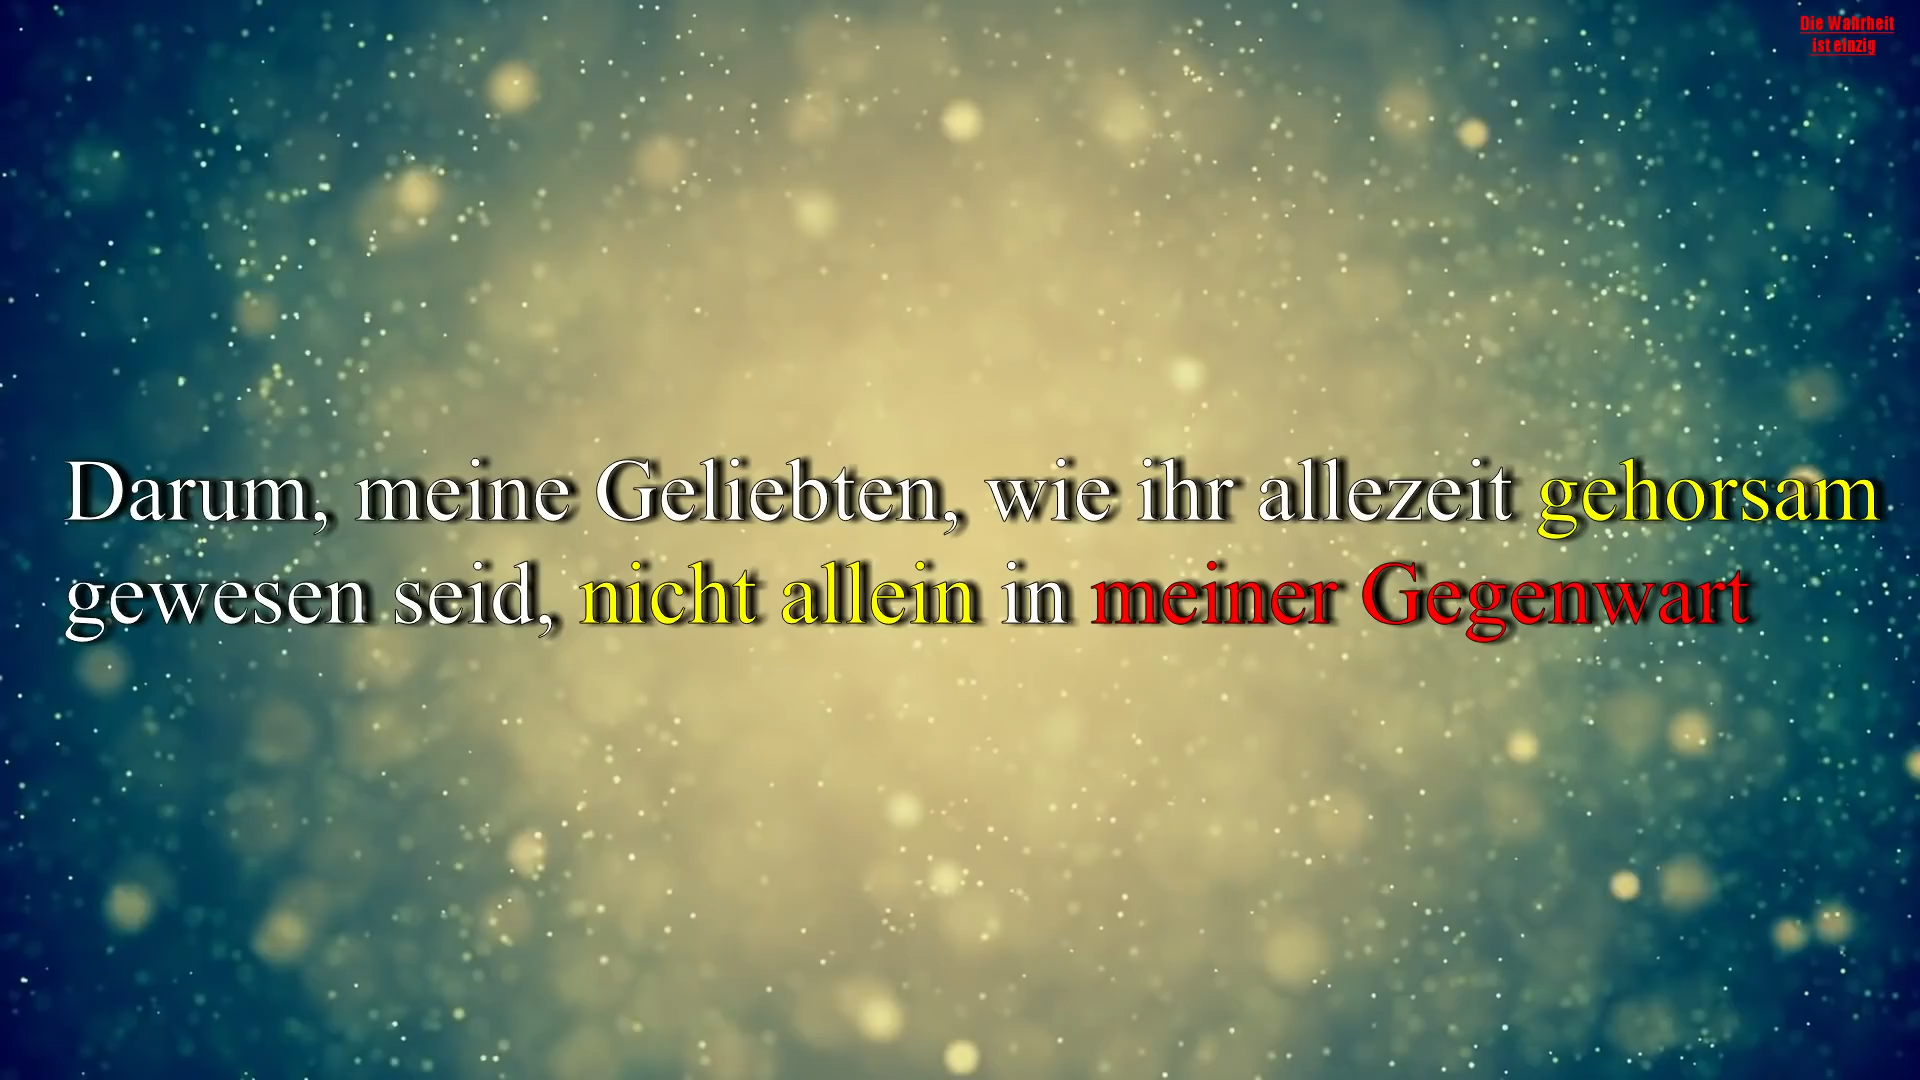 Die Wahrheit
ist einzig
Darum, meine Geliebten, wie ihr allezeit gehorsam
gewesen seid, nicht allein in meiner Gegenwart